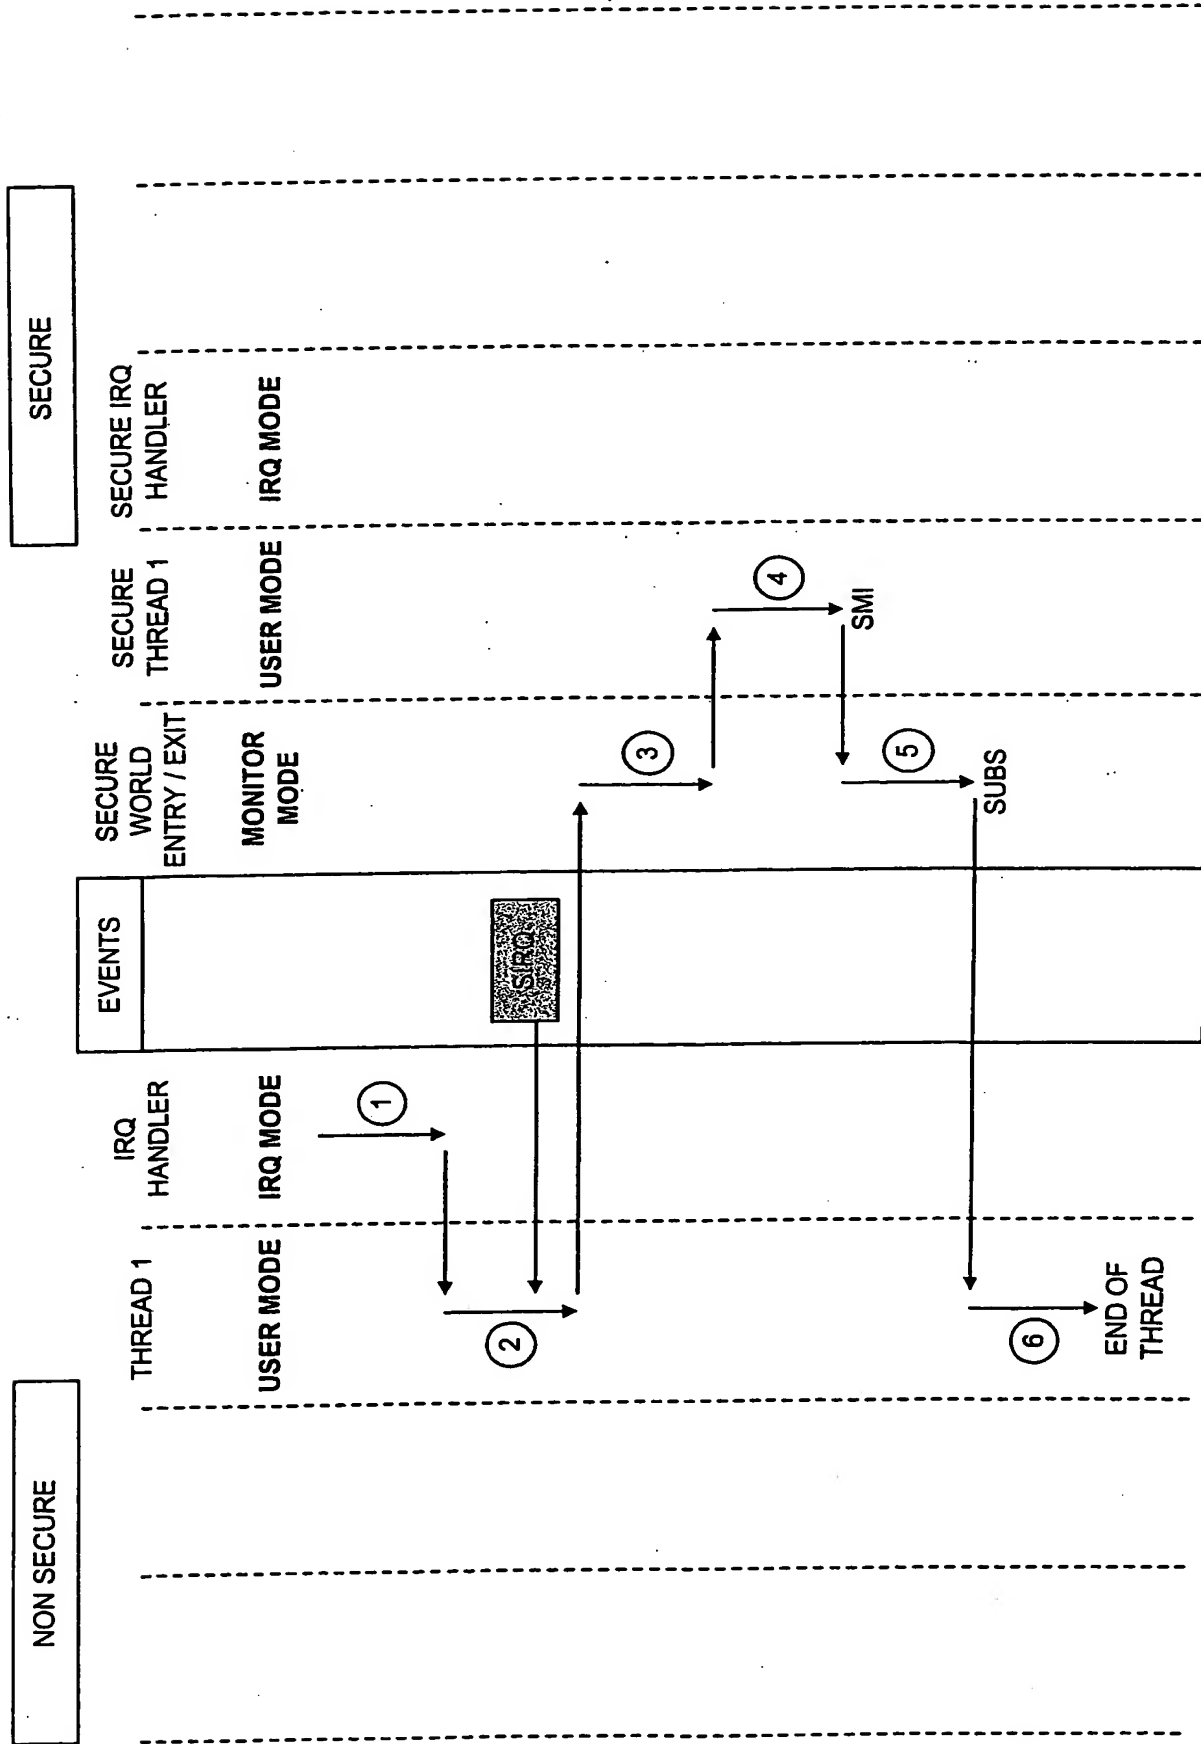 NON SECURE
SECURE
EVENTS
THREAD 1
USER MODE
IRQ
HANDLER
IRQ MODE
SECURE
WORLD
ENTRY / EXIT
MONITOR
MODE
SECURE
THREAD 1
USER MODE
SECURE IRQ
HANDLER
IRQ MODE
1
2
SIRQ
3
4
SMI
5
SUBS
6
END OF
THREAD